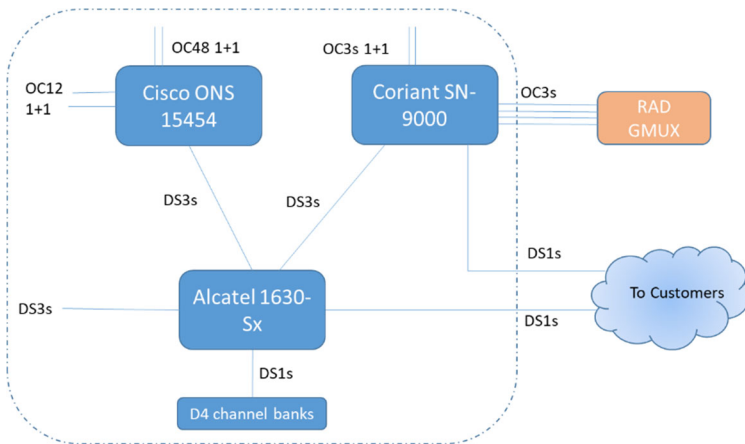 OC48 1+1
OC3s 1+1
OC12
1+1
Cisco ONS
15454
Coriant SN-
9000
OC3s
RAD
GMUX
DS3s
DS3s
DS1s
To Customers
DS3s
Alcatel 1630-
Sx
DS1s
DS1s
D4 channel banks